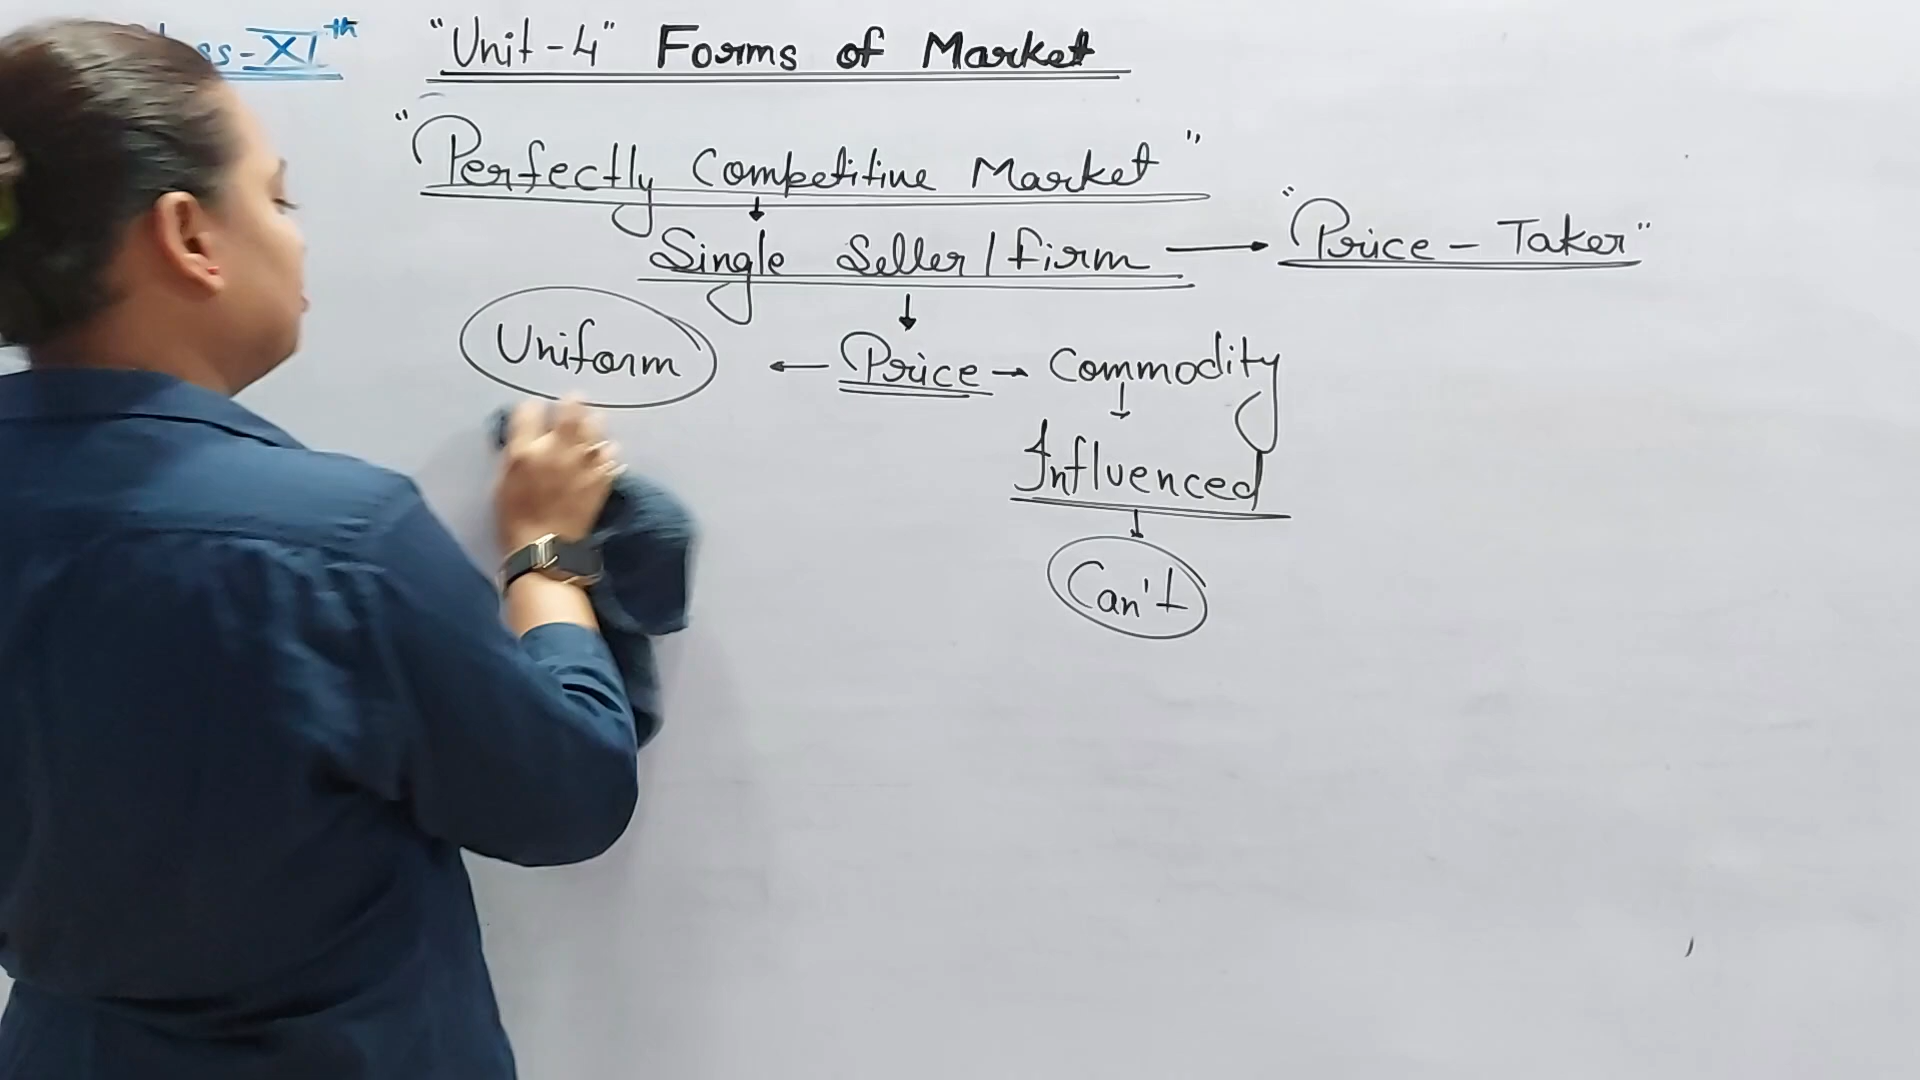 XIth "Unit-4" Forms of Market
"Perfectly Competitive Market"
Single Seller/firm → "Price - Taker"
Uniform ← Price → Commodity
Influenced
Can't